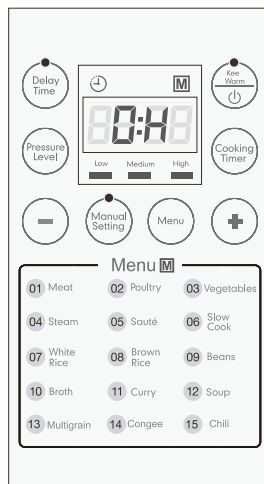 Delay
Time
M
Kee
Warm
0:H
Low Medium High
Pressure
Level
Cooking
Timer
Manual
Setting
Menu
Menu M
01 Meat 02 Poultry 03 Vegetables
04 Steam 05 Sauté 06 Slow
Cook
07 White
Rice 08 Brown
Rice 09 Beans
10 Broth 11 Curry 12 Soup
13 Multigrain 14 Congee 15 Chili